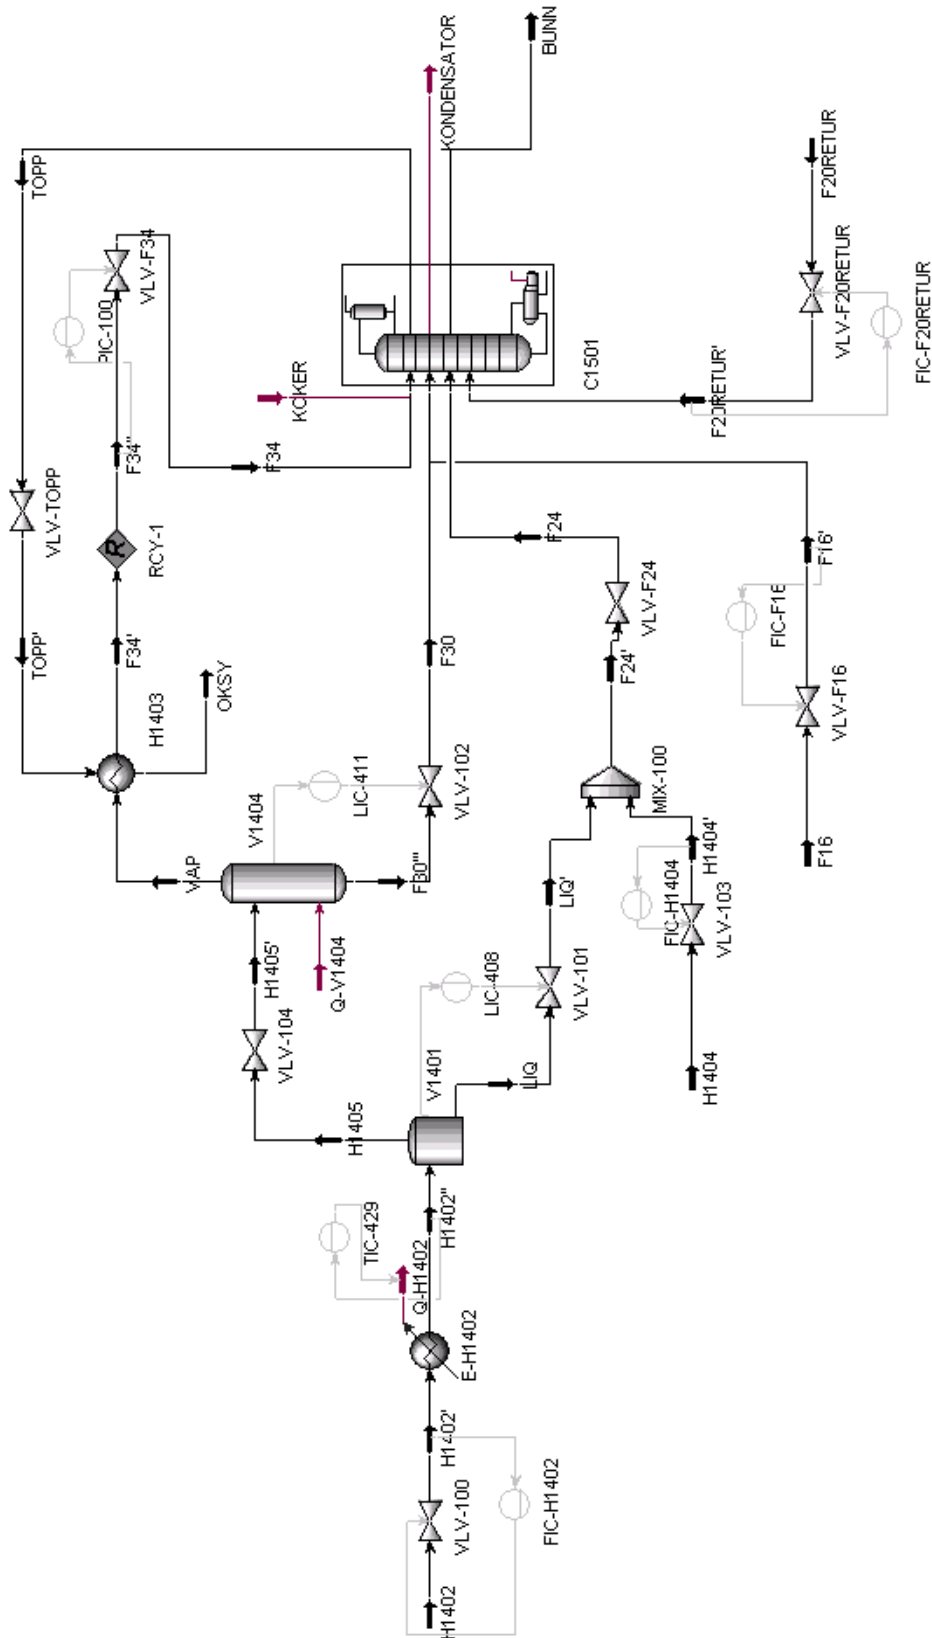 TOPP
KONDENSATOR
BUNN
F20RETUR
PIC-100
VLV-F34
VLV-F20RETUR
FIC-F20RETUR
KOKER
C1501
F20RETUR'
F34"
F34
VLV-TOPP
RCY-1
F24
F16'
TOPP'
F34'
OKSY
F30
VLV-F24
FIC-F16
H1403
F24'
VLV-F16
V1404
LIC-411
VLV-102
MIX-100
VAP
F30'"
LIQ'
H1404'
F16
FIC-H1404
VLV-103
H1405'
Q-V1404
LIC-408
VLV-101
VLV-104
V1401
LIQ
H1404
H1405
TIC-429
H1402"
Q-H1402
E-H1402
H1402'
VLV-100
FIC-H1402
H1402
R